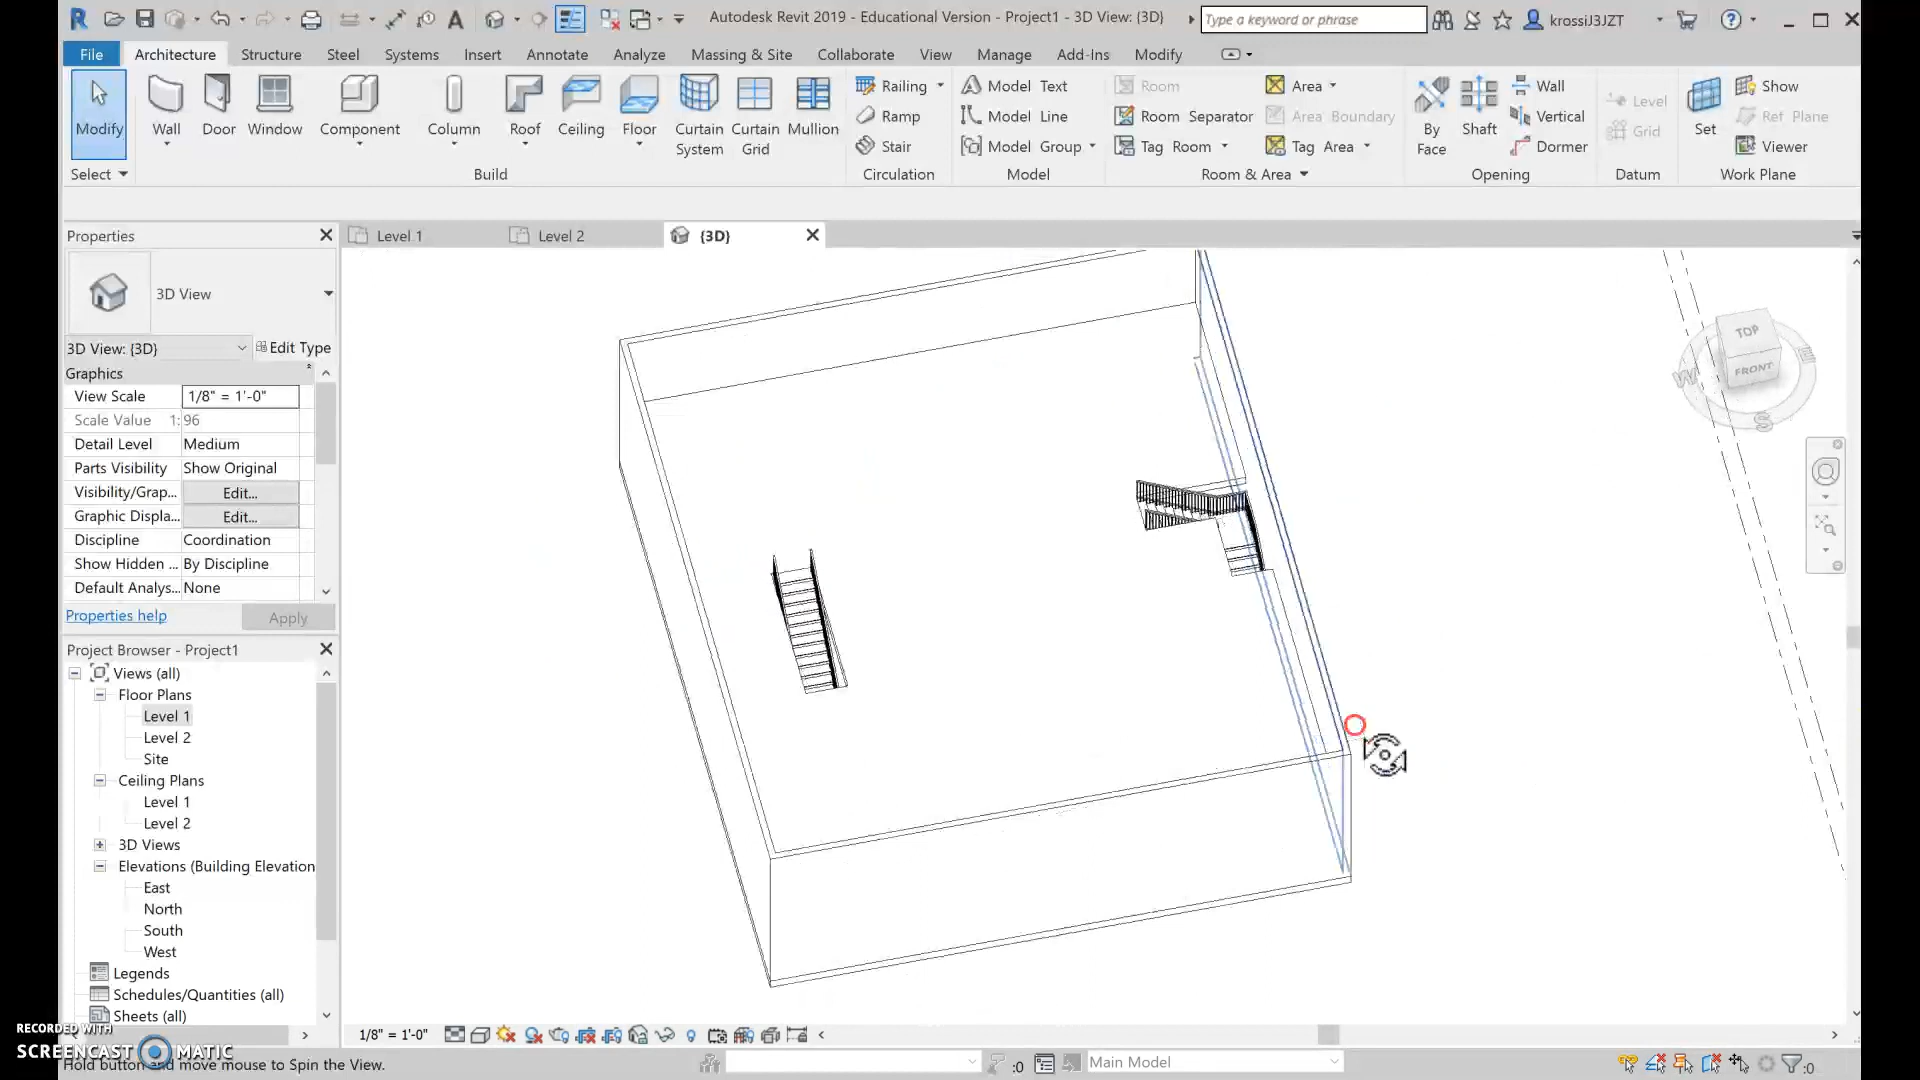 Autodesk Revit 2019 - Educational Version - Project1 - 3D View: {3D}
Type a keyword or phrase
krossiJ3JZT
File Architecture Structure Steel Systems Insert Annotate Analyze Massing & Site Collaborate View Manage Add-Ins Modify
Modify
Wall
Door
Window
Component
Column
Roof
Ceiling
Floor
Curtain System
Curtain Grid
Mullion
Railing
Ramp
Stair
Model Text
Model Line
Model Group
Room
Room Separator
Tag Room
Area
Area Boundary
Tag Area
By Face
Shaft
Wall
Vertical
Dormer
Level
Grid
Set
Show
Ref Plane
Viewer
Select
Build
Circulation
Model
Room & Area
Opening
Datum
Work Plane
Properties
Level 1
Level 2
{3D}
3D View
3D View: {3D}
Edit Type
Graphics
View Scale 1/8" = 1'-0"
Scale Value 1: 96
Detail Level Medium
Parts Visibility Show Original
Visibility/Grap... Edit...
Graphic Displa... Edit...
Discipline Coordination
Show Hidden ... By Discipline
Default Analys... None
Properties help
Apply
Project Browser - Project1
Views (all)
Floor Plans
Level 1
Level 2
Site
Ceiling Plans
Level 1
Level 2
3D Views
Elevations (Building Elevation
East
North
South
West
Legends
Schedules/Quantities (all)
Sheets (all)
TOP
FRONT
W
S
E
1/8" = 1'-0"
RECORDED WITH
SCREENCAST MATIC
Hold button and move mouse to Spin the View.
:0
Main Model
:0